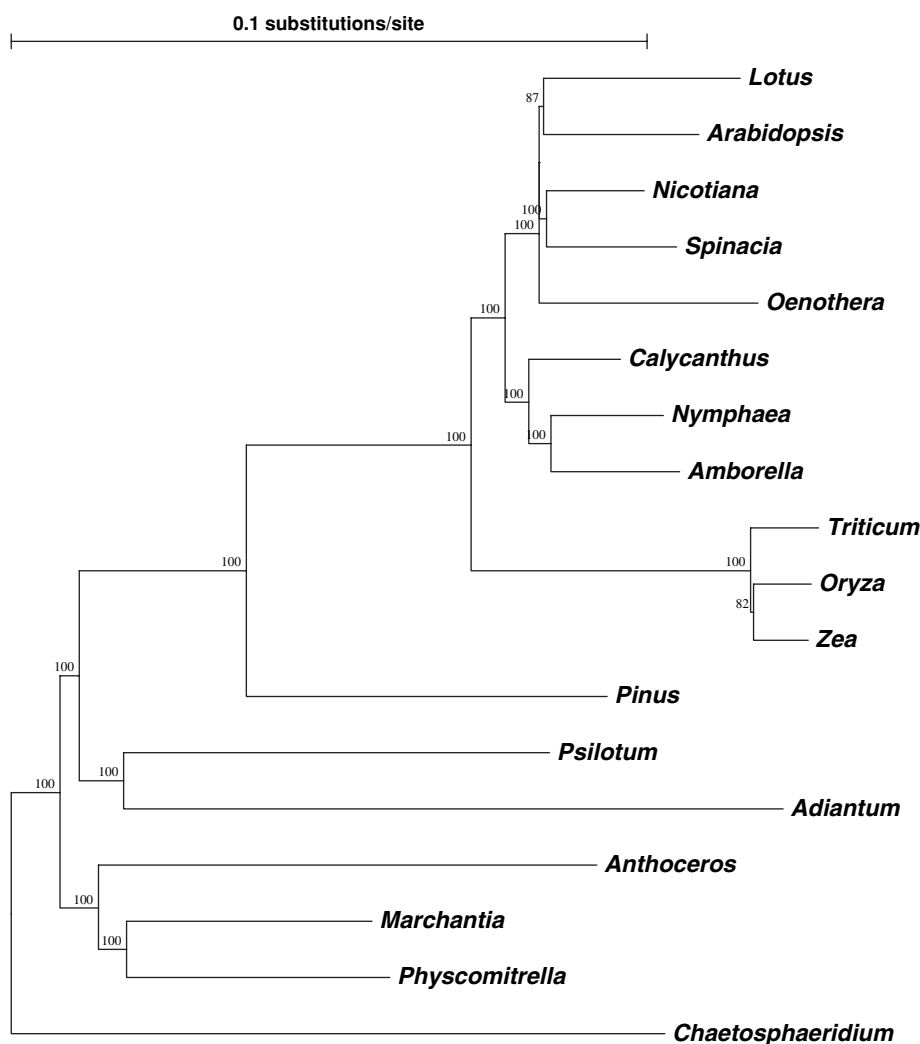 0.1 substitutions/site
Lotus
87
Arabidopsis
Nicotiana
100
100
Spinacia
Oenothera
100
Calycanthus
100
Nymphaea
100
100
Amborella
Triticum
100
100
Oryza
82
Zea
100
Pinus
Psilotum
100
100
Adiantum
Anthoceros
100
Marchantia
100
Physcomitrella
Chaetosphaeridium